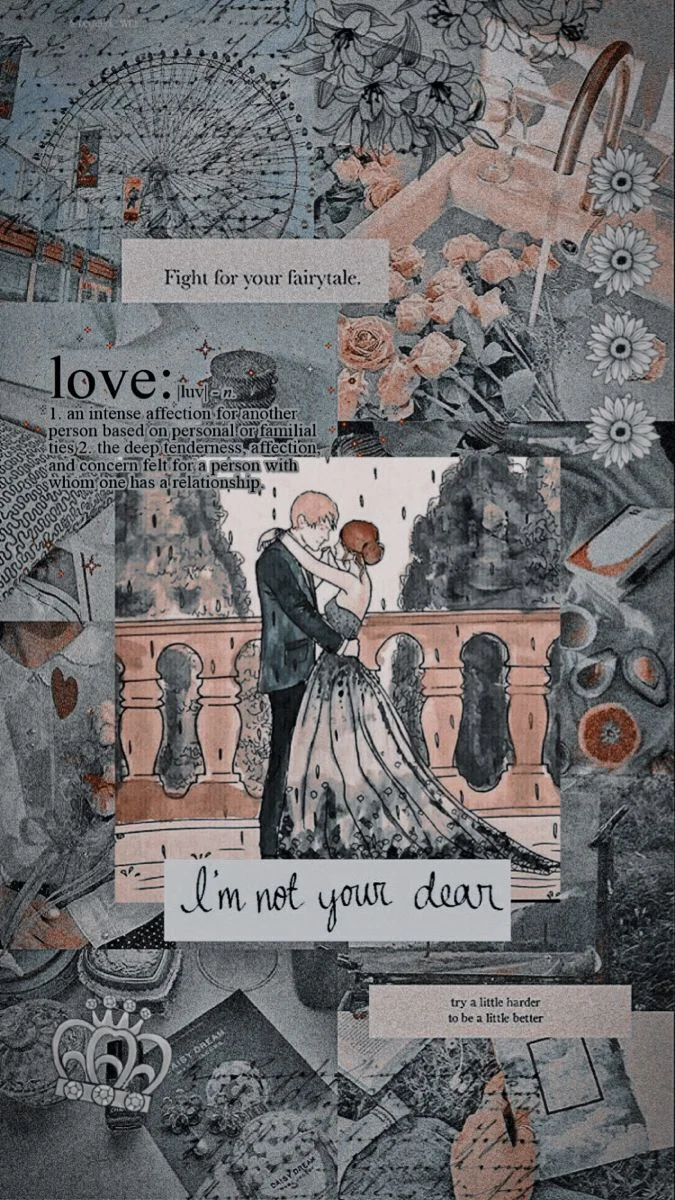 Fight for your fairytale.
love: |luv| - n.
1. an intense affection for another
person based on personal or familial
ties 2. the deep tenderness, affection,
and concern felt for a person with
whom one has a relationship.
I'm not your dear
try a little harder
to be a little better
DAISY DREAM
DAISY DREAM